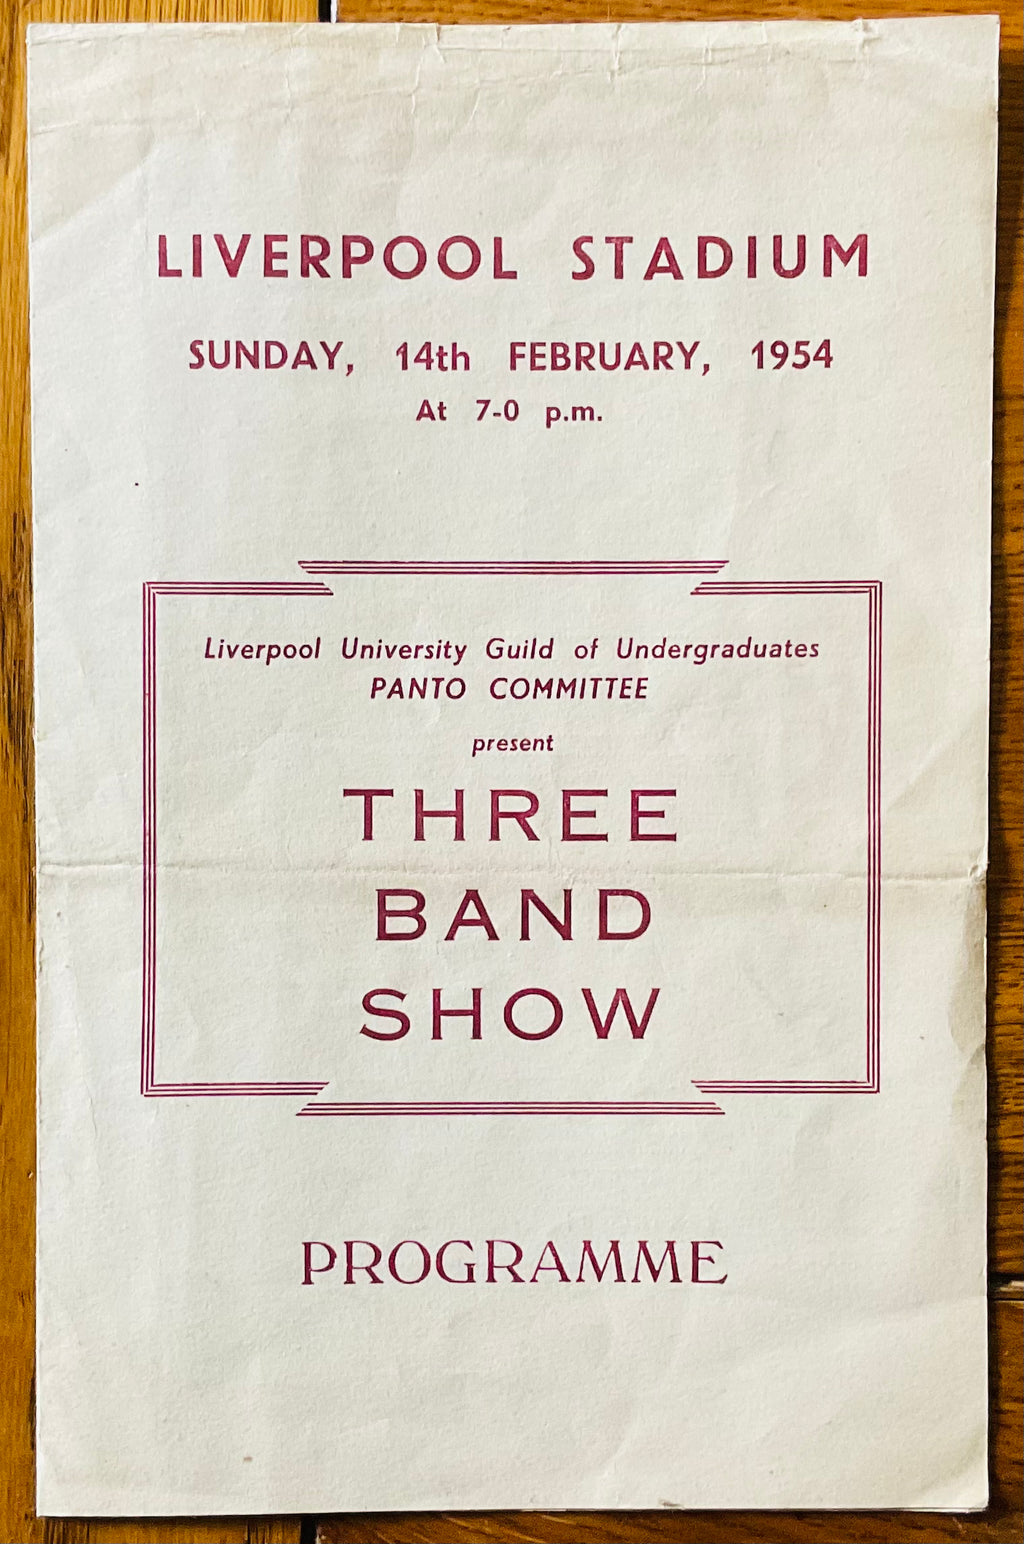 LIVERPOOL STADIUM
SUNDAY, 14th FEBRUARY, 1954
At 7-0 p.m.
Liverpool University Guild of Undergraduates
PANTO COMMITTEE
present
THREE
BAND
SHOW
PROGRAMME